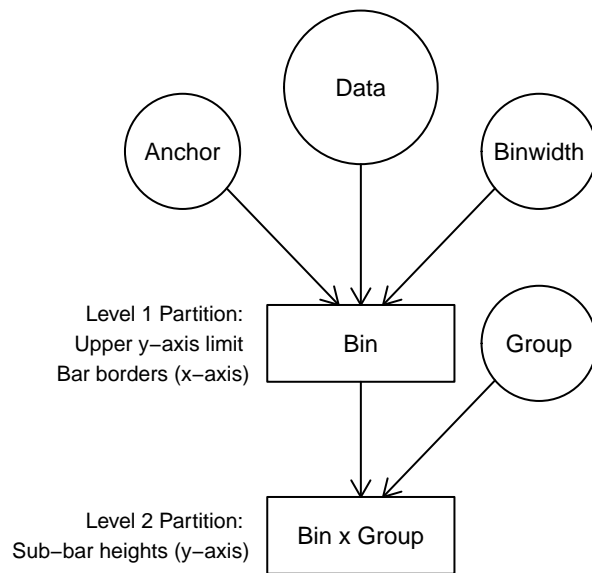 Data
Anchor
Binwidth
Level 1 Partition:
Upper y−axis limit
Bar borders (x−axis)
Bin
Group
Level 2 Partition:
Sub−bar heights (y−axis)
Bin x Group